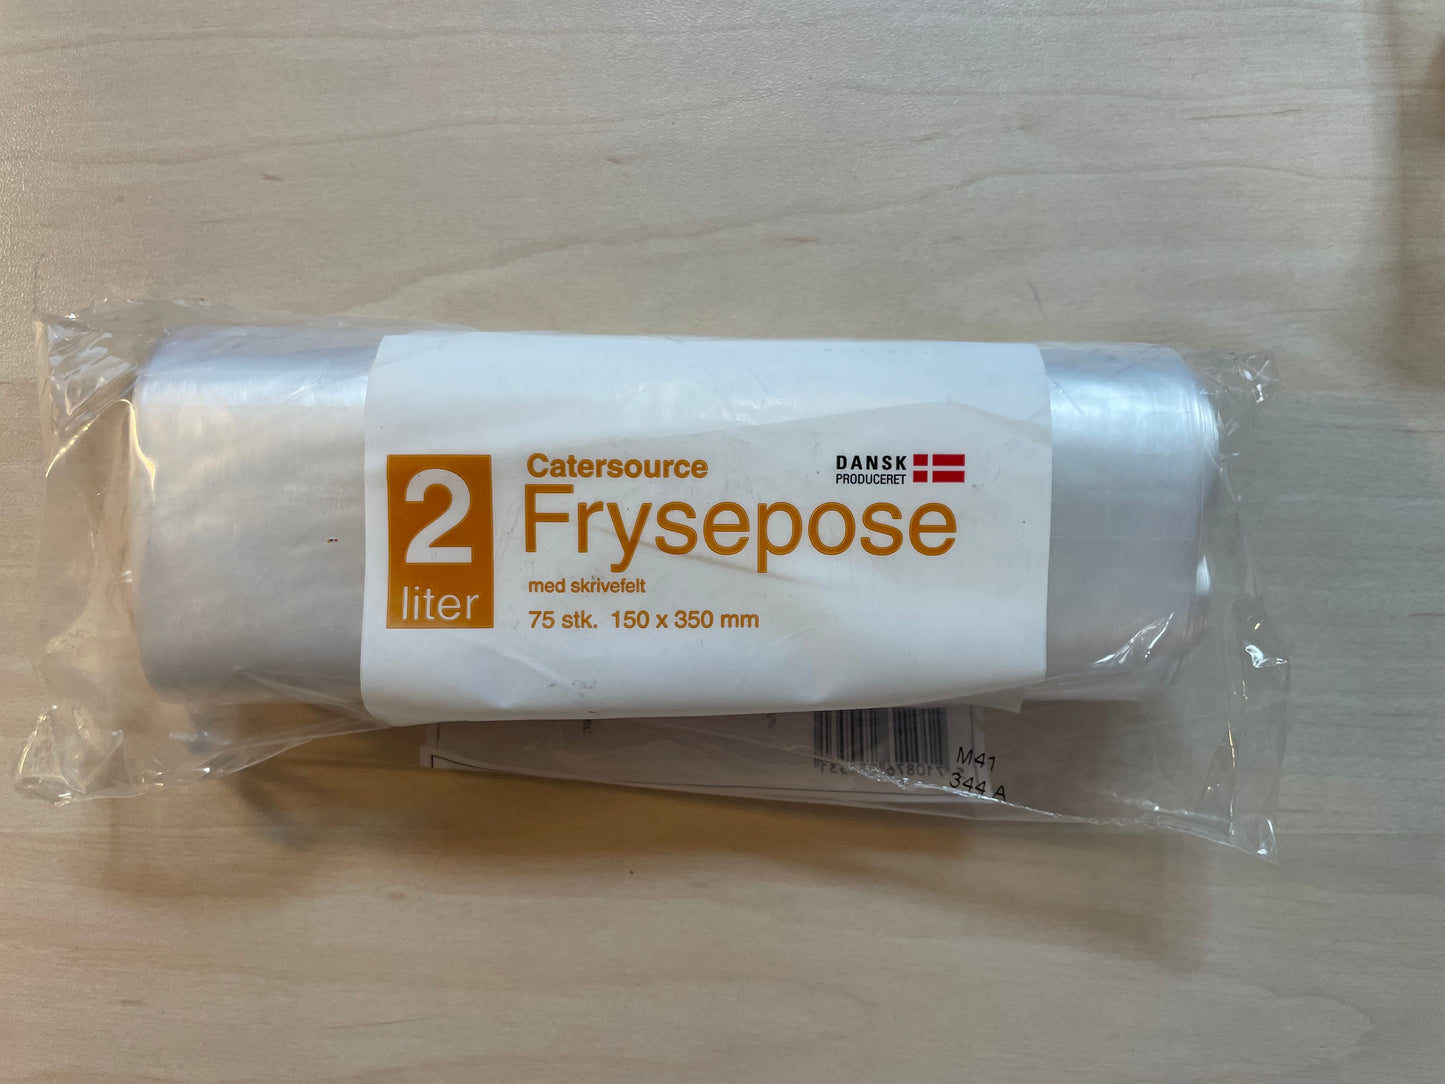 2
liter
Catersource
Frysepose
med skrivefelt
75 stk. 150 x 350 mm
DANSK
PRODUCERET
M41
344 A